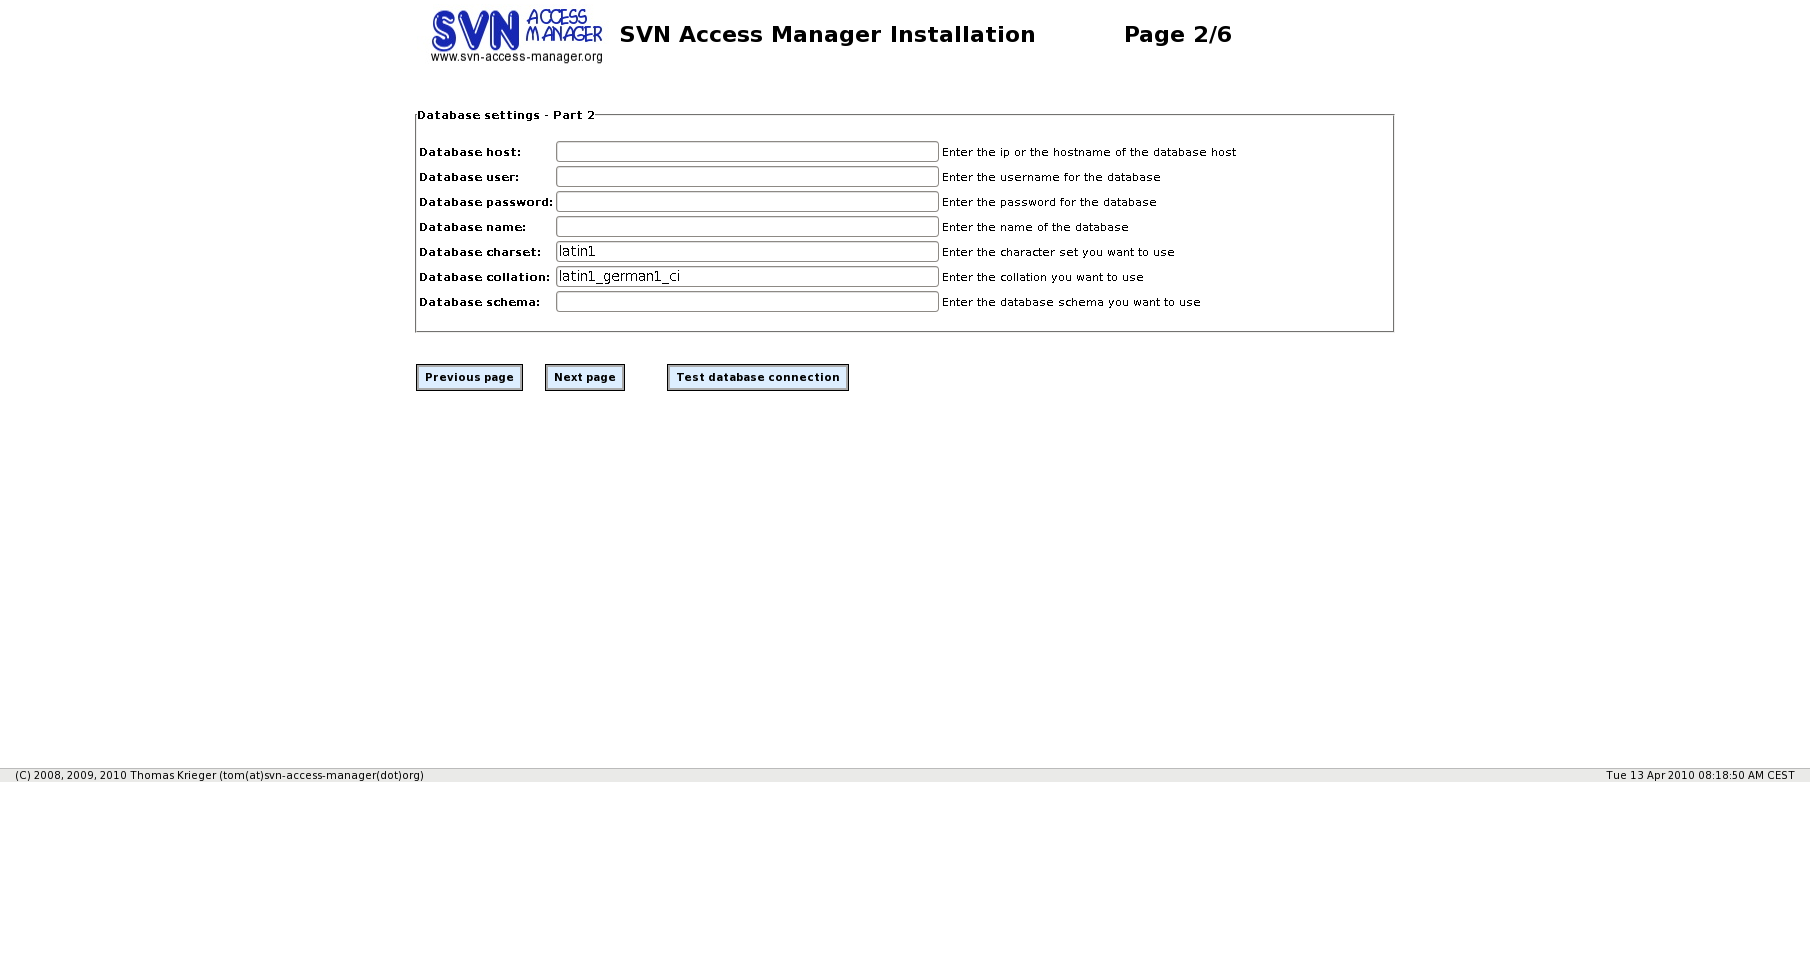 SVN ACCESS MANAGER
www.svn-access-manager.org
SVN Access Manager Installation Page 2/6
Database settings - Part 2
Database host: Enter the ip or the hostname of the database host
Database user: Enter the username for the database
Database password: Enter the password for the database
Database name: Enter the name of the database
Database charset: latin1 Enter the character set you want to use
Database collation: latin1_german1_ci Enter the collation you want to use
Database schema: Enter the database schema you want to use
Previous page Next page Test database connection
(C) 2008, 2009, 2010 Thomas Krieger (tom(at)svn-access-manager(dot)org) Tue 13 Apr 2010 08:18:50 AM CEST